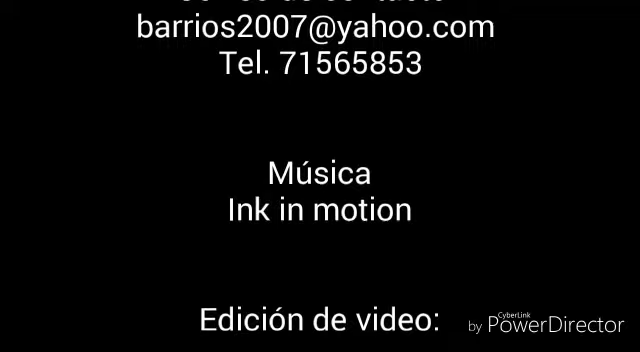 barrios2007@yahoo.com
Tel. 71565853
Música
Ink in motion
Edición de video:
by CyberLink PowerDirector